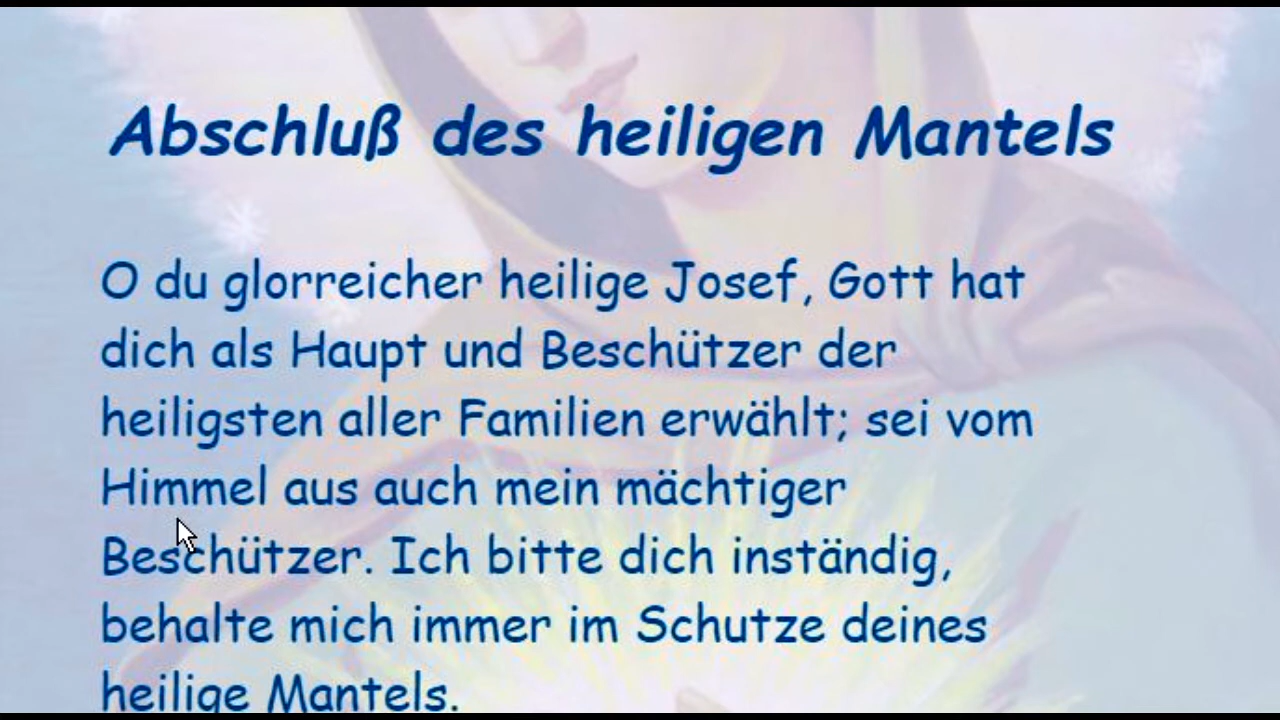 Abschluß des heiligen Mantels
O du glorreicher heilige Josef, Gott hat
dich als Haupt und Beschützer der
heiligsten aller Familien erwählt; sei vom
Himmel aus auch mein mächtiger
Beschützer. Ich bitte dich inständig,
behalte mich immer im Schutze deines
heilige Mantels.